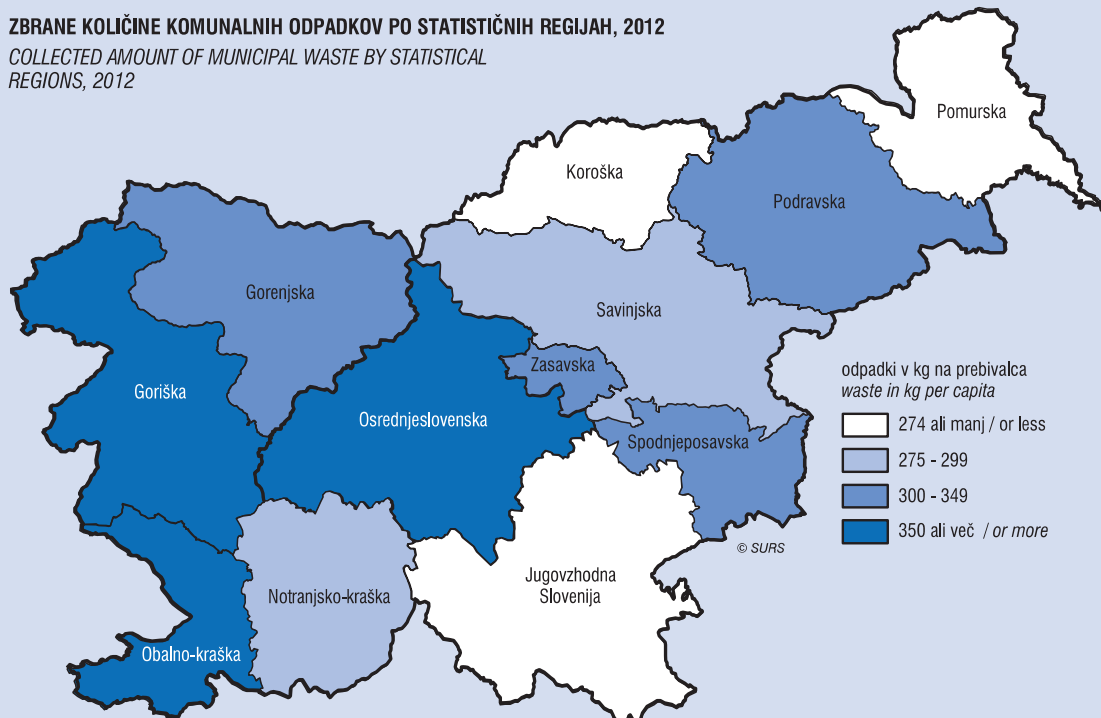 ZBRANE KOLIČINE KOMUNALNIH ODPADKOV PO STATISTIČNIH REGIJAH, 2012
COLLECTED AMOUNT OF MUNICIPAL WASTE BY STATISTICAL
REGIONS, 2012
Pomurska
Koroška
Podravska
Gorenjska
Savinjska
Zasavska
Goriška
Osrednjeslovenska
Spodnjeposavska
Jugovzhodna
Slovenija
Notranjsko-kraška
Obalno-kraška
odpadki v kg na prebivalca
waste in kg per capita
274 ali manj / or less
275 - 299
300 - 349
350 ali več / or more
© SURS